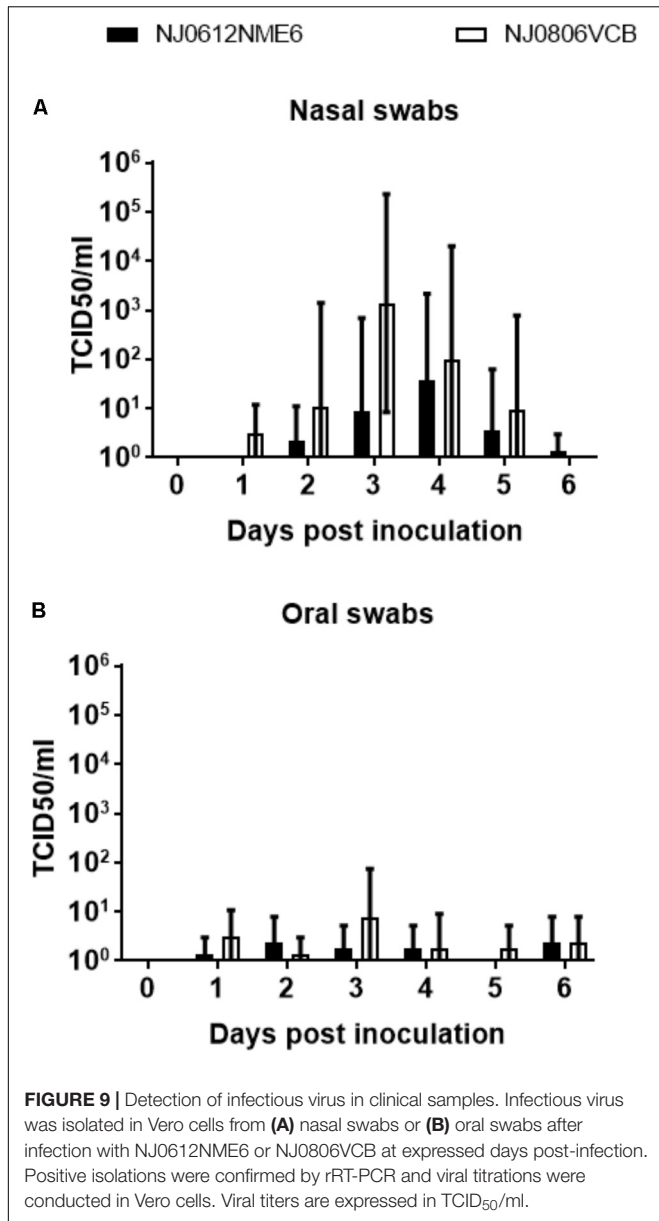 NJ0612NME6 NJ0806VCB
A Nasal swabs
TCID50/ml
10⁶
10⁵
10⁴
10³
10²
10¹
10⁰
0 1 2 3 4 5 6
Days post inoculation
B Oral swabs
TCID50/ml
10⁶
10⁵
10⁴
10³
10²
10¹
10⁰
0 1 2 3 4 5 6
Days post inoculation
FIGURE 9 | Detection of infectious virus in clinical samples. Infectious virus
was isolated in Vero cells from (A) nasal swabs or (B) oral swabs after
infection with NJ0612NME6 or NJ0806VCB at expressed days post-infection.
Positive isolations were confirmed by rRT-PCR and viral titrations were
conducted in Vero cells. Viral titers are expressed in TCID₅₀/ml.